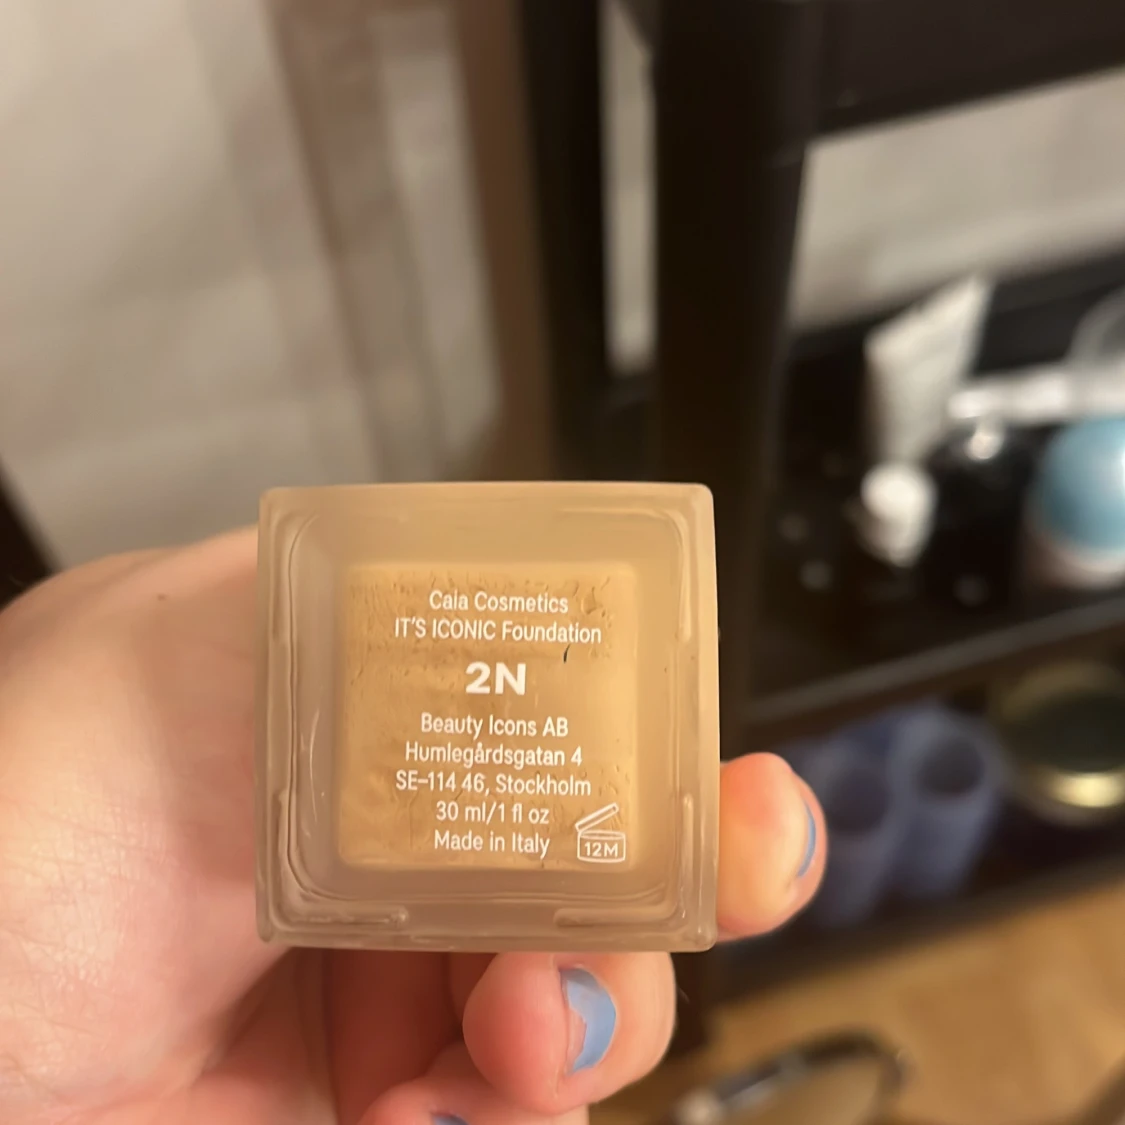 Caia Cosmetics
IT'S ICONIC Foundation
2N
Beauty Icons AB
Humlegårdsgatan 4
SE-114 46, Stockholm
30 ml/1 fl oz
Made in Italy
12M